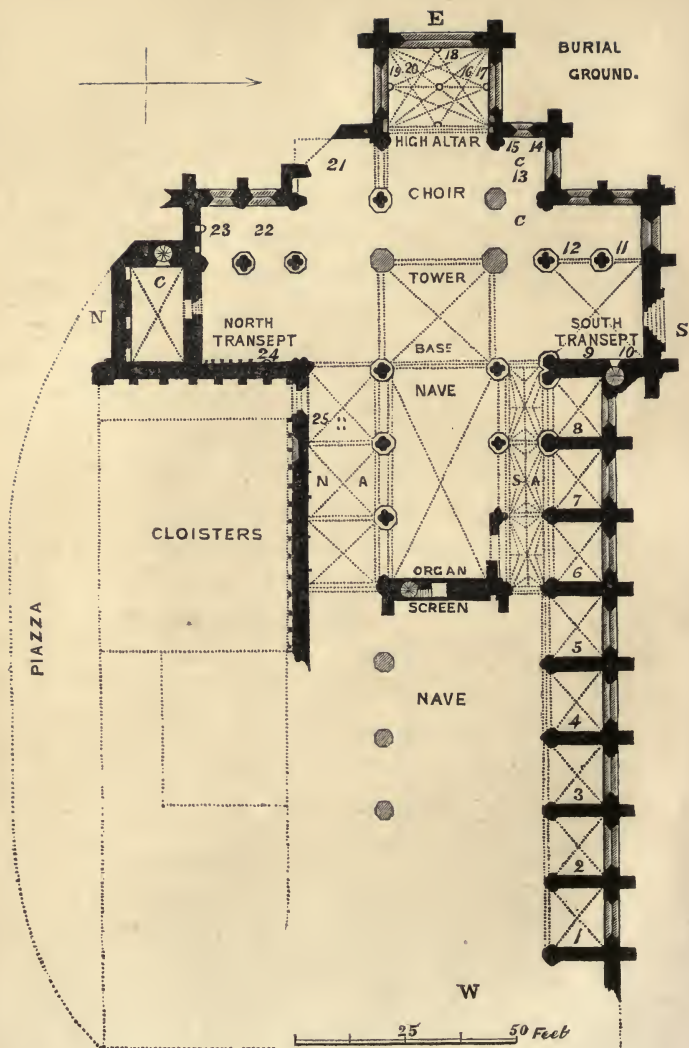 E
BURIAL
GROUND.
18
19 20 16 17
HIGH ALTAR
15 14
C
13
21
CHOIR
C
23 22
12 11
TOWER
C
N
S
NORTH
TRANSEPT
SOUTH
TRANSEPT
24
BASE
9 10
NAVE
25
8
N A
S A
7
CLOISTERS
6
ORGAN
SCREEN
5
PIAZZA
NAVE
4
3
2
1
W
25 50 Feet